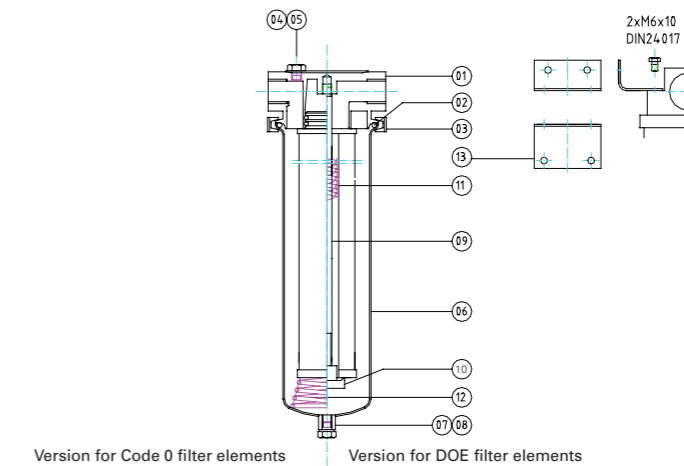 04 05
2xM6x10
DIN24017
01
02
03
13
11
09
06
10
12
07 08
Version for Code 0 filter elements
Version for DOE filter elements